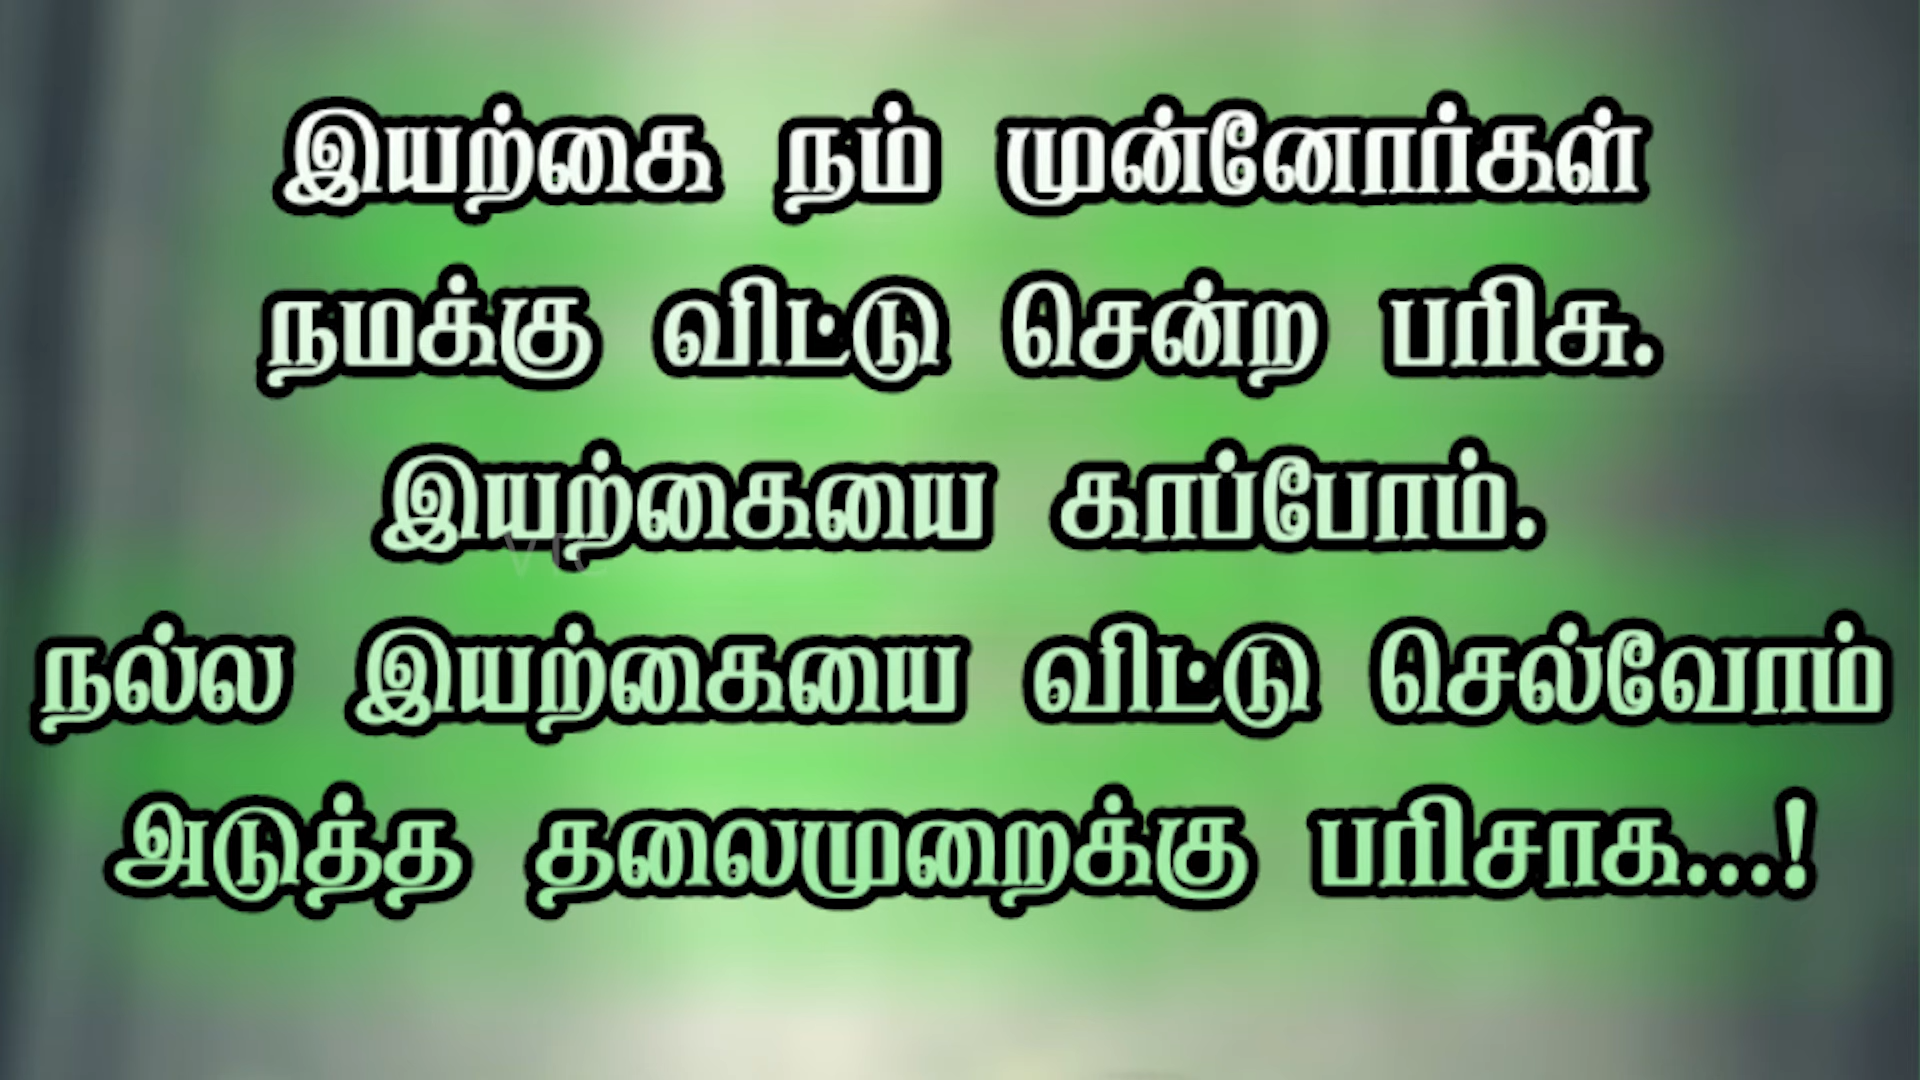 இயற்கை நம் முன்னோர்கள்
நமக்கு விட்டு சென்ற பரிசு.
இயற்கையை காப்போம்.
நல்ல இயற்கையை விட்டு செல்வோம்
அடுத்த தலைமுறைக்கு பரிசாக...!